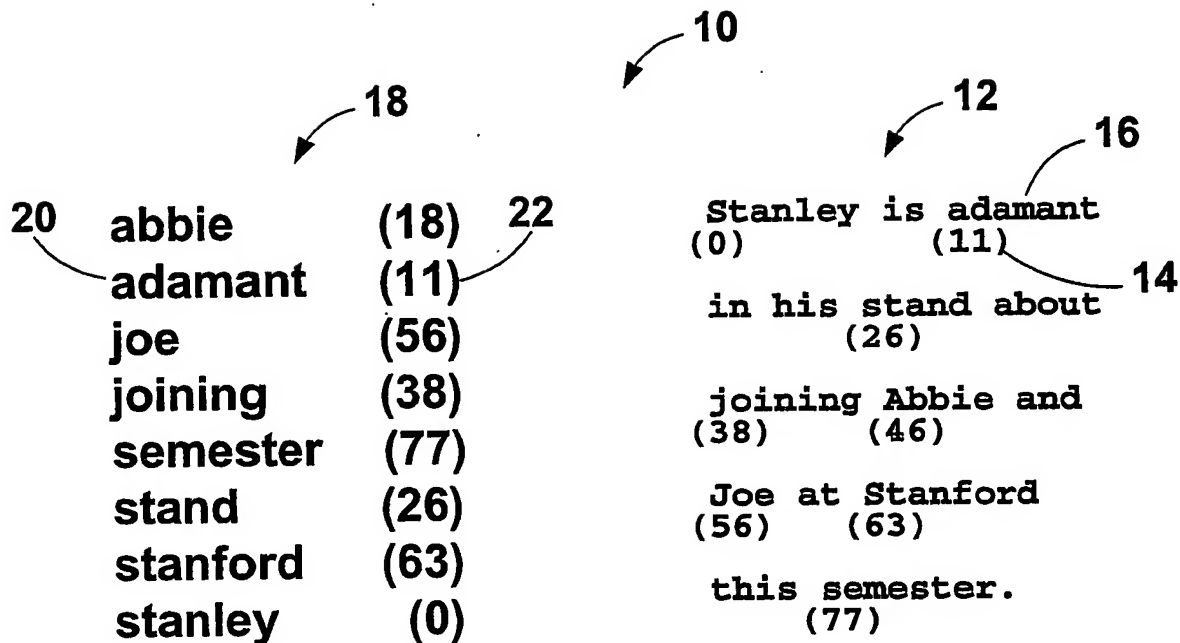 10
18
12
16
20 abbie (18) 22
adamant (11)
joe (56)
joining (38)
semester (77)
stand (26)
stanford (63)
stanley (0)
Stanley is adamant
(0) (11)
14
in his stand about
(26)
joining Abbie and
(38) (46)
Joe at Stanford
(56) (63)
this semester.
(77)